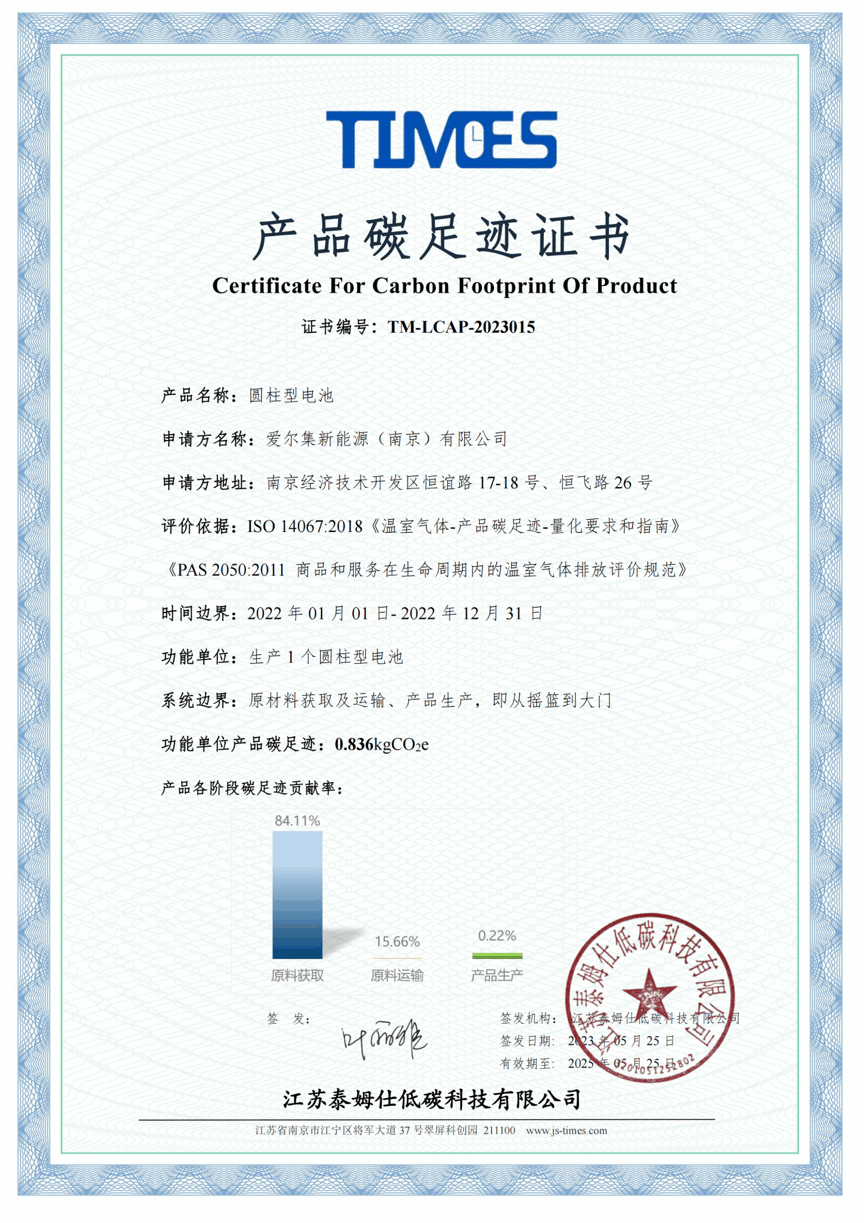 TIMES
产品碳足迹证书
Certificate For Carbon Footprint Of Product
证书编号：TM-LCAP-2023015
产品名称：圆柱型电池
申请方名称：爱尔集新能源（南京）有限公司
申请方地址：南京经济技术开发区恒谊路 17-18 号、恒飞路 26 号
评价依据：ISO 14067:2018《温室气体-产品碳足迹-量化要求和指南》
《PAS 2050:2011 商品和服务在生命周期内的温室气体排放评价规范》
时间边界：2022 年 01 月 01 日- 2022 年 12 月 31 日
功能单位：生产 1 个圆柱型电池
系统边界：原材料获取及运输、产品生产，即从摇篮到大门
功能单位产品碳足迹：0.836kgCO₂e
产品各阶段碳足迹贡献率：
84.11%
15.66%
0.22%
原料获取
原料运输
产品生产
签 发：
叶丽雅
签发机构： 江苏泰姆仕低碳科技有限公司
签发日期： 2023 年 05 月 25 日
有效期至： 2025 年 05 月 25 日
江苏泰姆仕低碳科技有限公司
3201051252802
江苏泰姆仕低碳科技有限公司
江苏省南京市江宁区将军大道 37 号翠屏科创园 211100 www.js-times.com